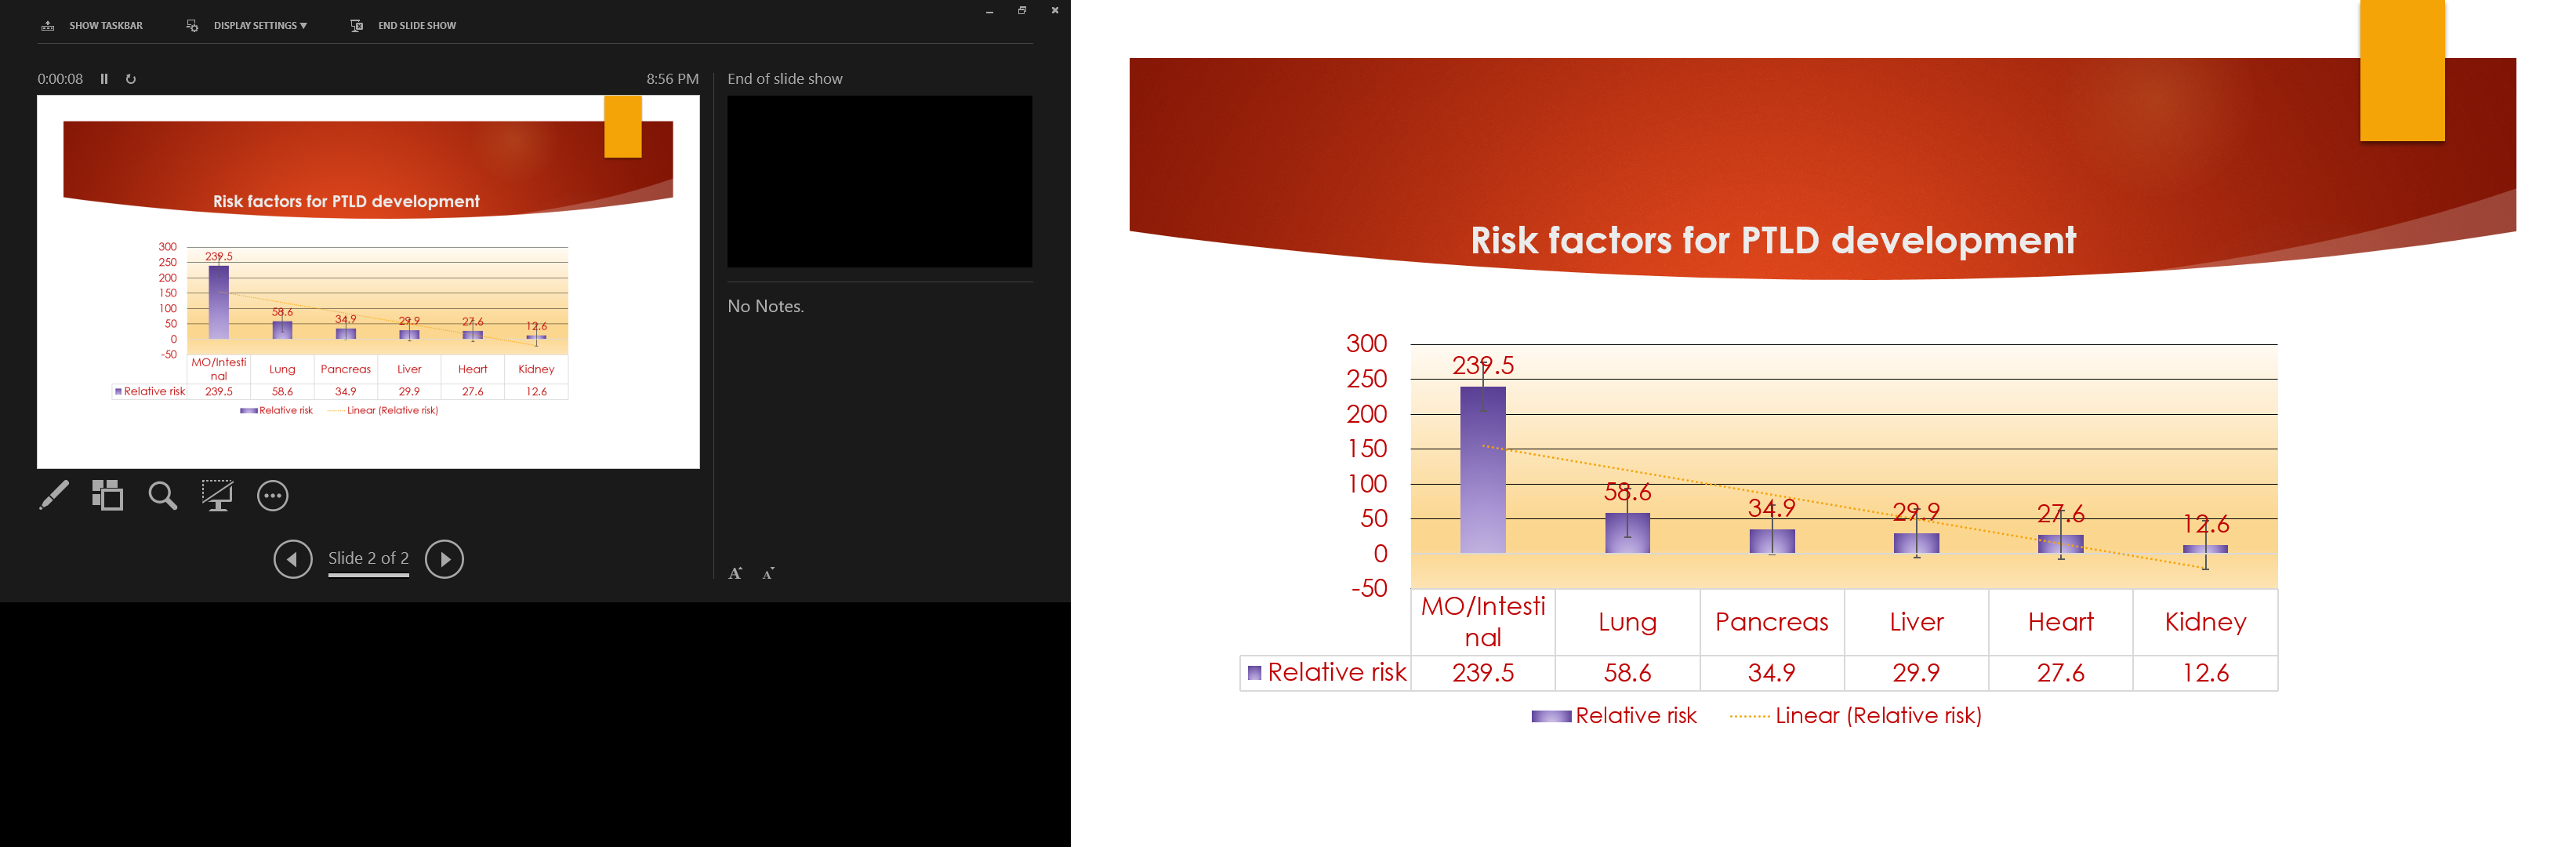 SHOW TASKBAR DISPLAY SETTINGS ▼ END SLIDE SHOW
0:00:08 8:56 PM
Risk factors for PTLD development
300
250
200
150
100
50
0
-50
239.5 58.6 34.9 29.9 27.6 12.6
MO/Intesti
nal Lung Pancreas Liver Heart Kidney
Relative risk 239.5 58.6 34.9 29.9 27.6 12.6
Relative risk Linear (Relative risk)
Slide 2 of 2
End of slide show
No Notes.
A A
Risk factors for PTLD development
300
250
200
150
100
50
0
-50
239.5 58.6 34.9 29.9 27.6 12.6
MO/Intesti
nal Lung Pancreas Liver Heart Kidney
Relative risk 239.5 58.6 34.9 29.9 27.6 12.6
Relative risk Linear (Relative risk)